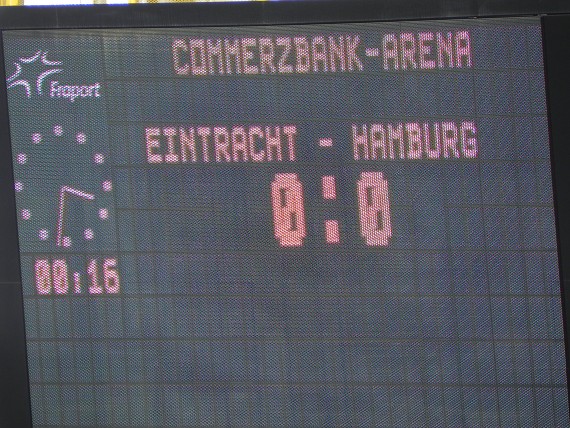 COMMERZBANK-ARENA
Fraport
EINTRACHT - HAMBURG
0:0
00:16